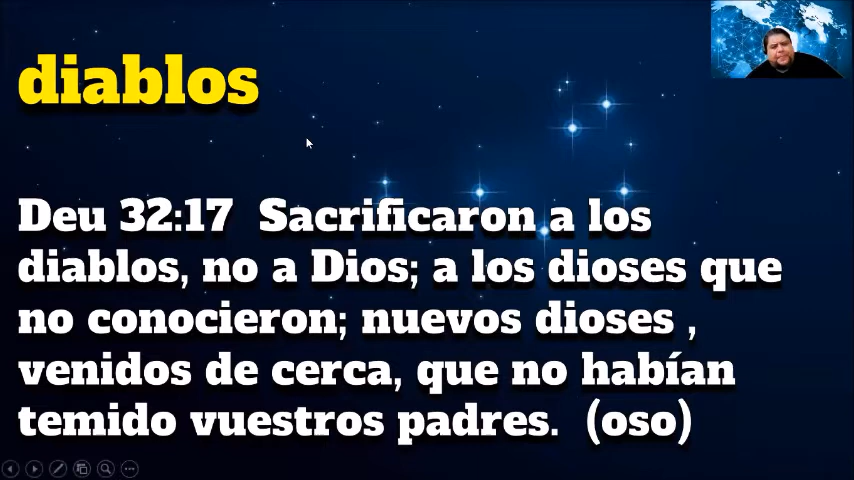 diablos
Deu 32:17 Sacrificaron a los
diablos, no a Dios; a los dioses que
no conocieron; nuevos dioses ,
venidos de cerca, que no habían
temido vuestros padres. (oso)